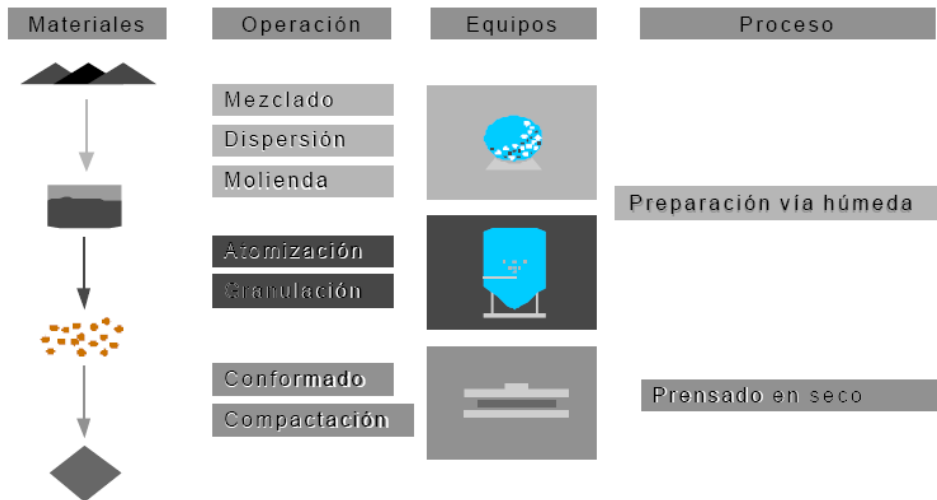 Materiales
Operación
Equipos
Proceso
Mezclado
Dispersión
Molienda
Preparación vía húmeda
Atomización
Granulación
Conformado
Compactación
Prensado en seco